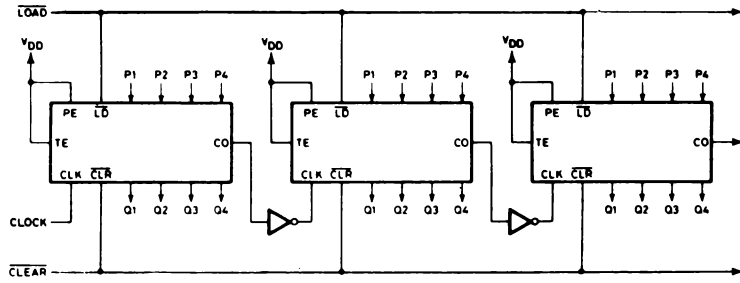 LOAD
VDD VDD VDD
P1 P2 P3 P4 P1 P2 P3 P4 P1 P2 P3 P4
PE LD PE LD PE LD
TE CO TE CO TE CO
CLK CLR CLK CLR CLK CLR
CLOCK Q1 Q2 Q3 Q4 Q1 Q2 Q3 Q4 Q1 Q2 Q3 Q4
CLEAR